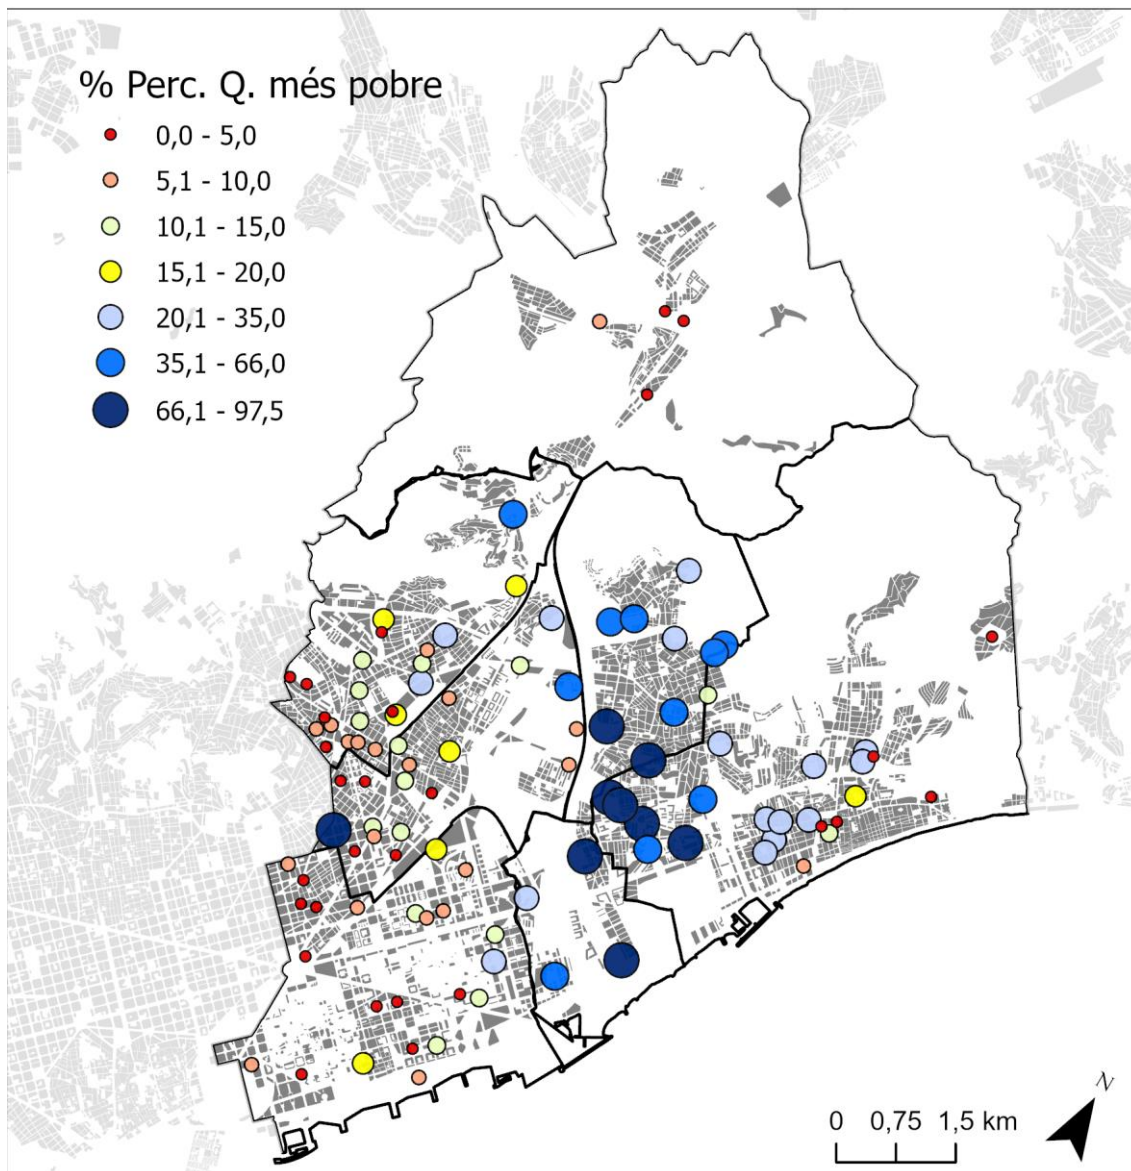 % Perc. Q. més pobre
0,0 - 5,0
5,1 - 10,0
10,1 - 15,0
15,1 - 20,0
20,1 - 35,0
35,1 - 66,0
66,1 - 97,5
N
0 0,75 1,5 km